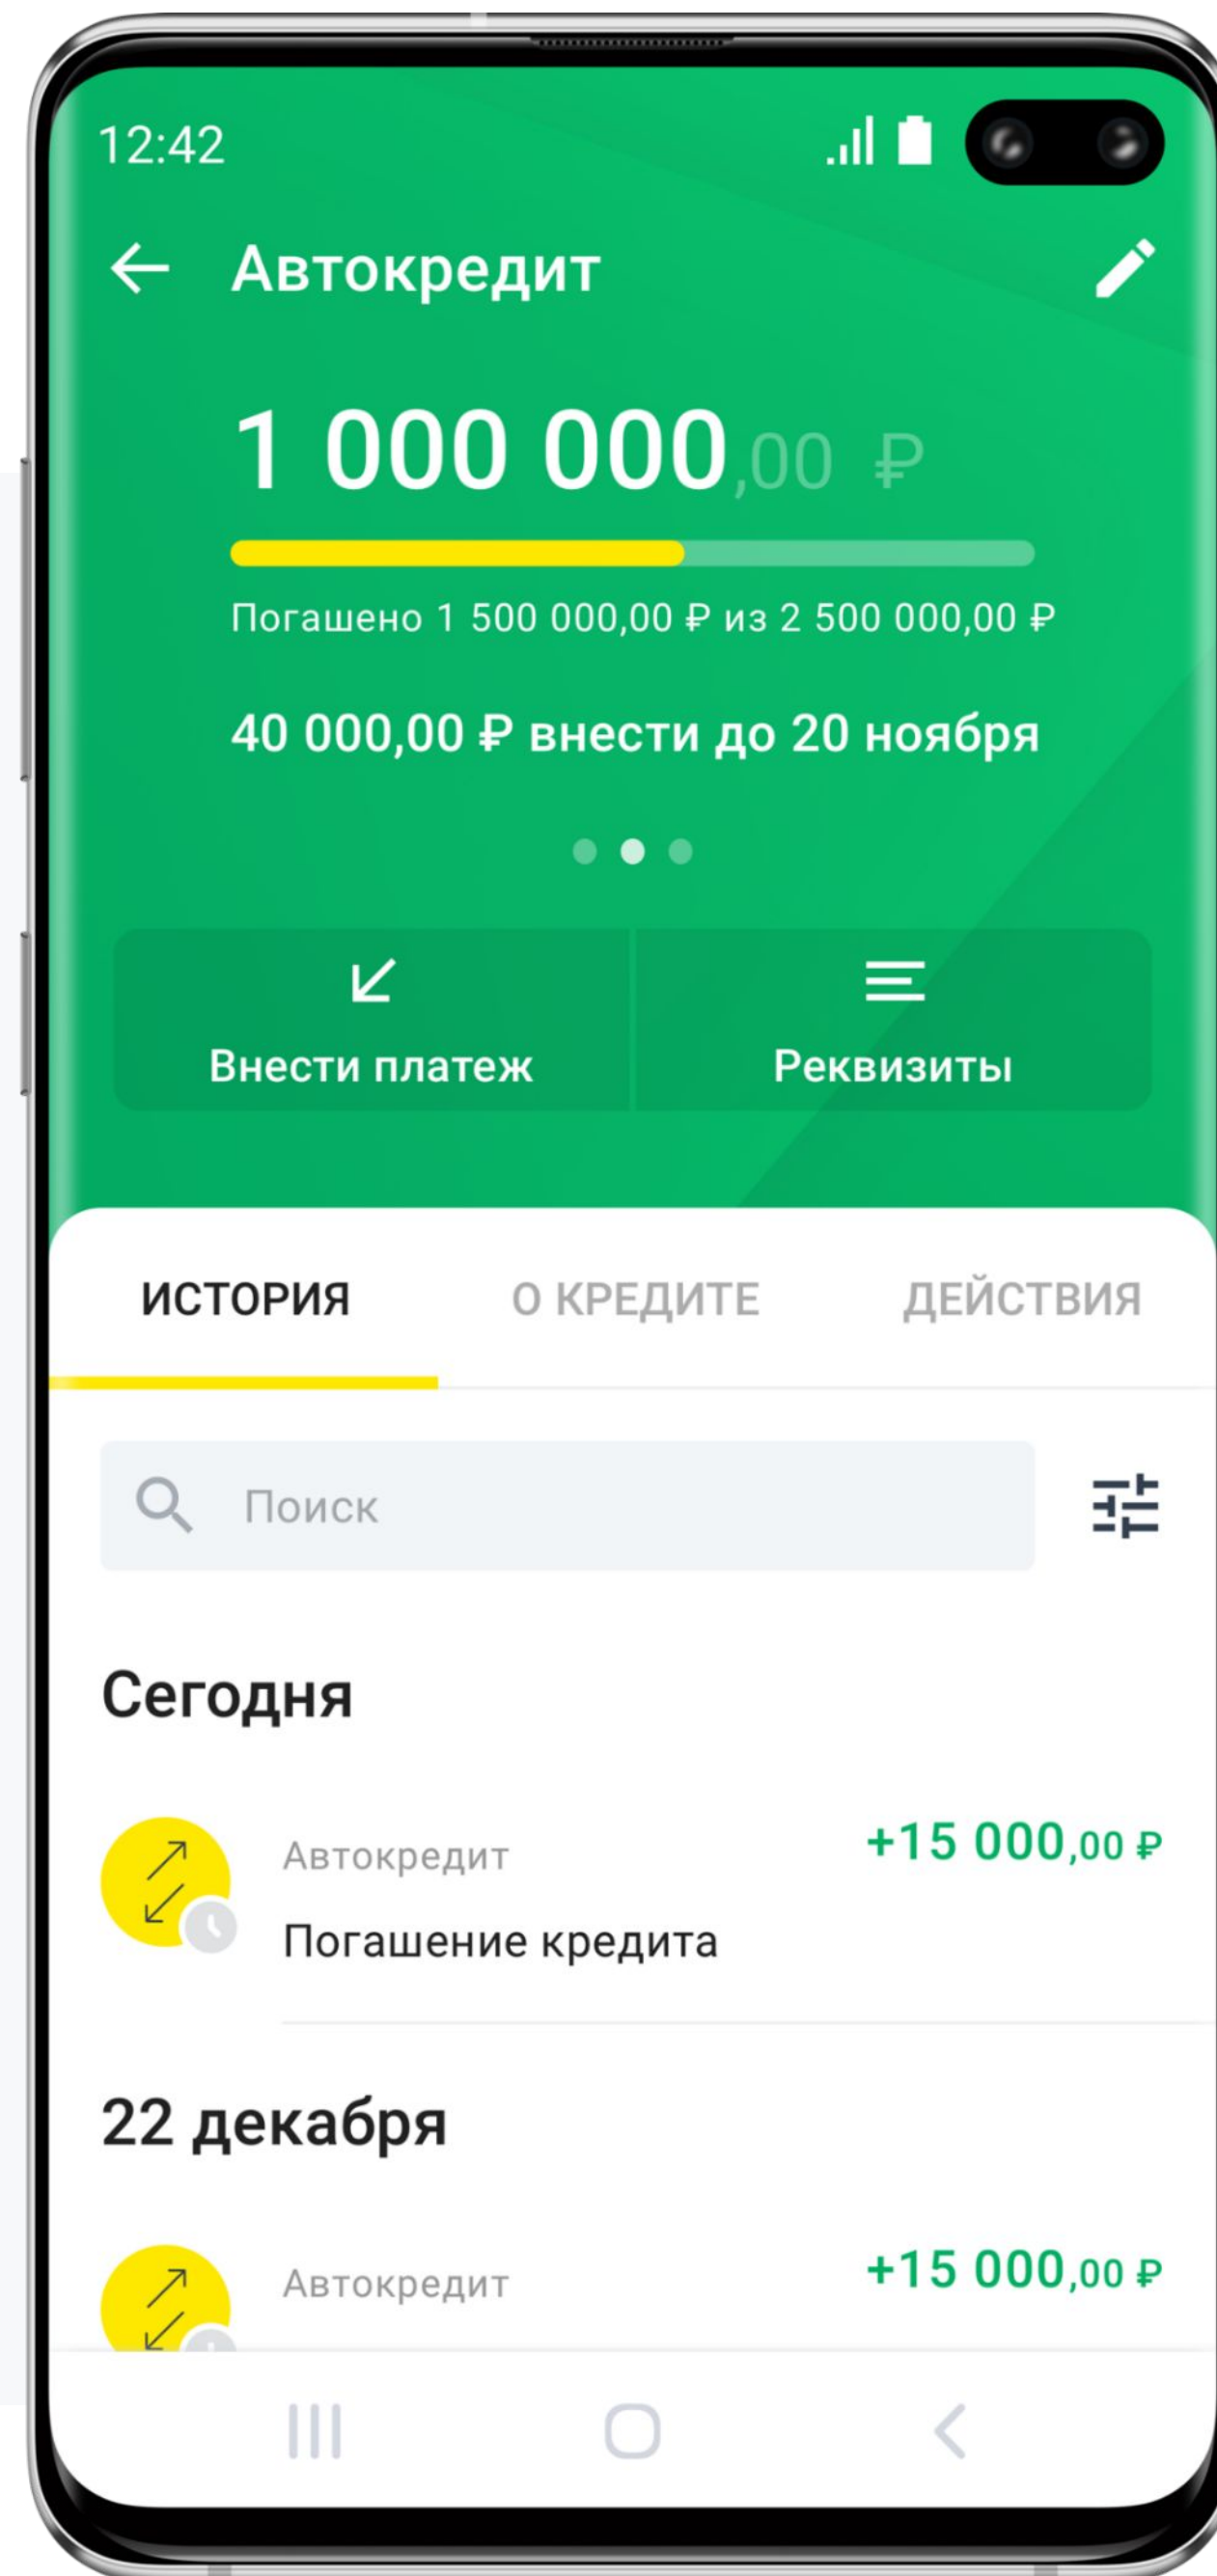 12:42
Автокредит
1 000 000,00 ₽
Погашено 1 500 000,00 ₽ из 2 500 000,00 ₽
40 000,00 ₽ внести до 20 ноября
Внести платеж
Реквизиты
ИСТОРИЯ
О КРЕДИТЕ
ДЕЙСТВИЯ
Поиск
Сегодня
Автокредит
+15 000,00 ₽
Погашение кредита
22 декабря
Автокредит
+15 000,00 ₽